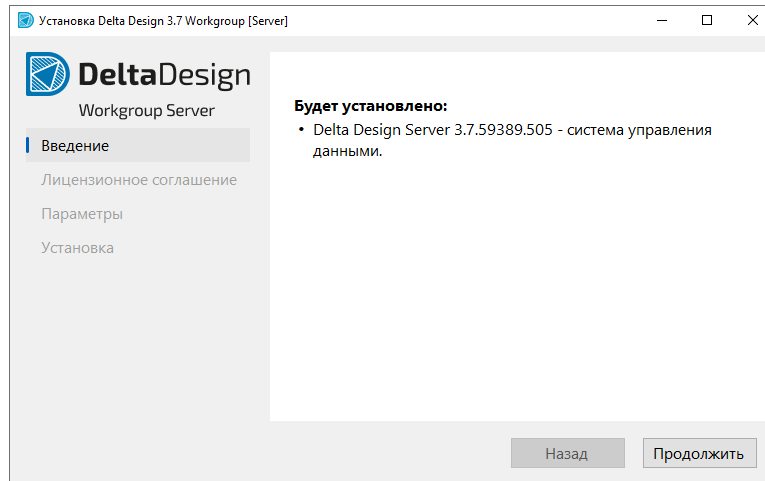 Установка Delta Design 3.7 Workgroup [Server]
DeltaDesign
Workgroup Server
Введение
Лицензионное соглашение
Параметры
Установка
Будет установлено:
• Delta Design Server 3.7.59389.505 - система управления
данными.
Назад
Продолжить